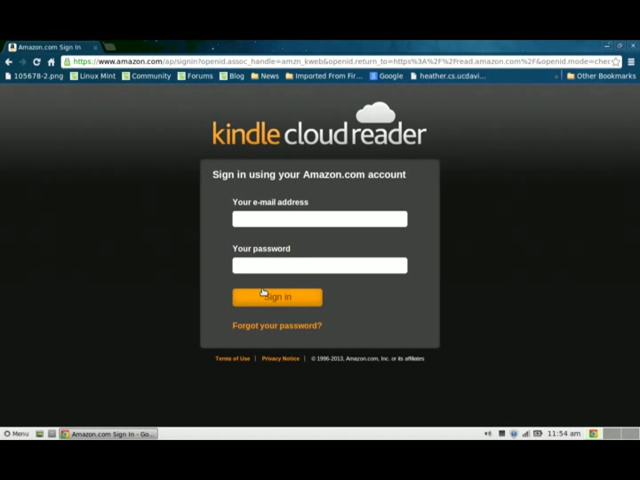 Amazon.com Sign In
https://www.amazon.com/ap/signin?openid.assoc_handle=amzn_kweb&openid.return_to=https%3A%2F%2Fread.amazon.com%2F&openid.mode=chec
105678-2.png Linux Mint Community Forums Blog News Imported From Fir... Google heather.cs.ucdavi... Other Bookmarks
kindle cloud reader
Sign in using your Amazon.com account
Your e-mail address
Your password
Sign in
Forgot your password?
Terms of Use | Privacy Notice | © 1996-2013, Amazon.com, Inc. or its affiliates
Menu Amazon.com Sign In - Go... 11:54 am